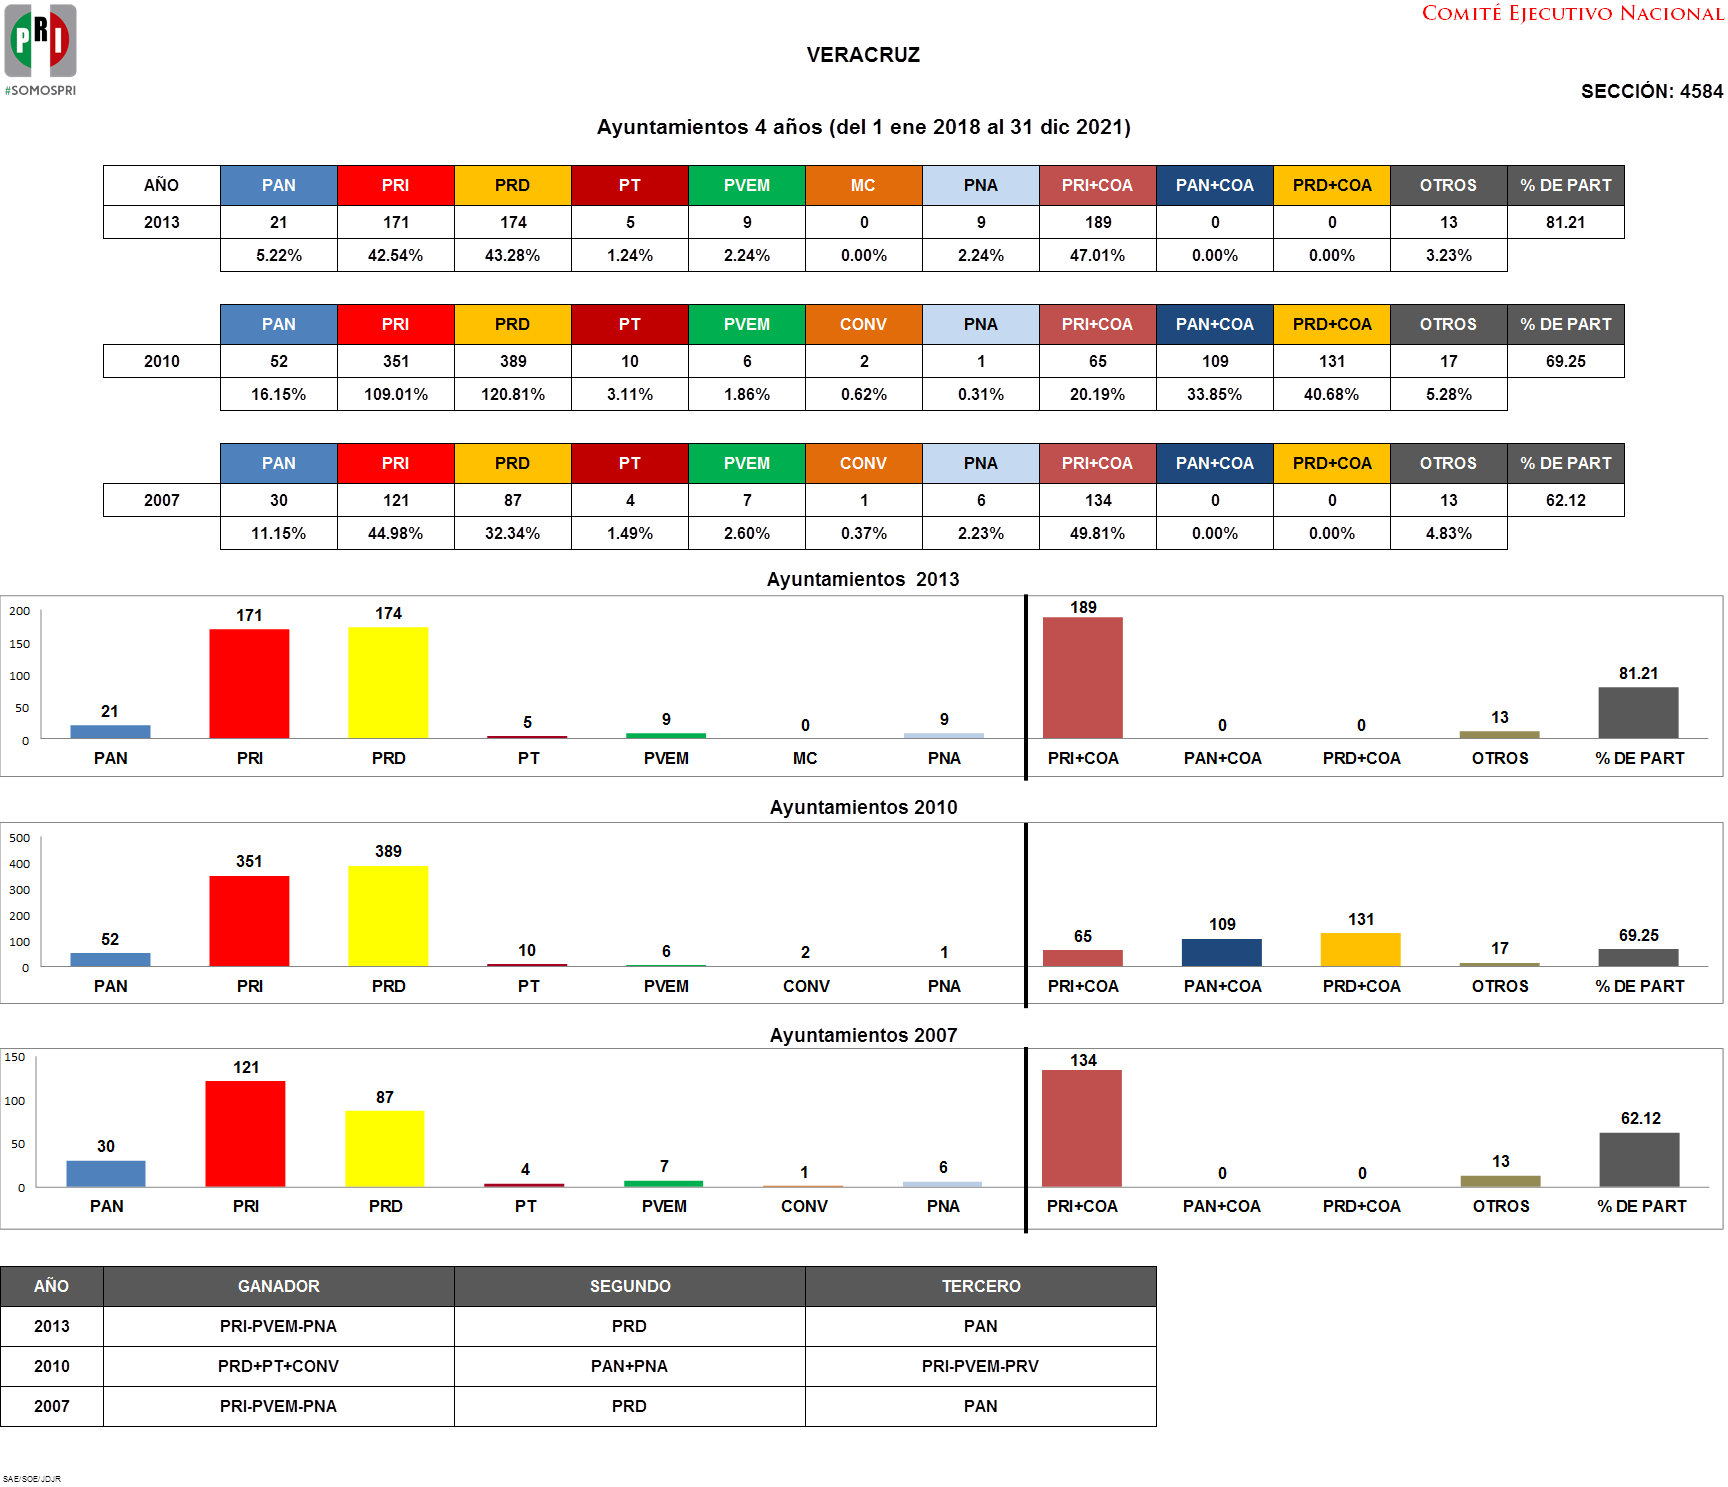 PRI
#SOMOSPRI
COMITÉ EJECUTIVO NACIONAL
VERACRUZ
SECCIÓN: 4584
Ayuntamientos 4 años (del 1 ene 2018 al 31 dic 2021)
AÑO PAN PRI PRD PT PVEM MC PNA PRI+COA PAN+COA PRD+COA OTROS % DE PART
2013 21 171 174 5 9 0 9 189 0 0 13 81.21
5.22% 42.54% 43.28% 1.24% 2.24% 0.00% 2.24% 47.01% 0.00% 0.00% 3.23%
PAN PRI PRD PT PVEM CONV PNA PRI+COA PAN+COA PRD+COA OTROS % DE PART
2010 52 351 389 10 6 2 1 65 109 131 17 69.25
16.15% 109.01% 120.81% 3.11% 1.86% 0.62% 0.31% 20.19% 33.85% 40.68% 5.28%
PAN PRI PRD PT PVEM CONV PNA PRI+COA PAN+COA PRD+COA OTROS % DE PART
2007 30 121 87 4 7 1 6 134 0 0 13 62.12
11.15% 44.98% 32.34% 1.49% 2.60% 0.37% 2.23% 49.81% 0.00% 0.00% 4.83%
Ayuntamientos 2013
200
150
100
50
0
21 171 174 5 9 0 9 189 0 0 13 81.21
PAN PRI PRD PT PVEM MC PNA PRI+COA PAN+COA PRD+COA OTROS % DE PART
Ayuntamientos 2010
500
400
300
200
100
0
52 351 389 10 6 2 1 65 109 131 17 69.25
PAN PRI PRD PT PVEM CONV PNA PRI+COA PAN+COA PRD+COA OTROS % DE PART
Ayuntamientos 2007
150
100
50
0
30 121 87 4 7 1 6 134 0 0 13 62.12
PAN PRI PRD PT PVEM CONV PNA PRI+COA PAN+COA PRD+COA OTROS % DE PART
AÑO GANADOR SEGUNDO TERCERO
2013 PRI-PVEM-PNA PRD PAN
2010 PRD+PT+CONV PAN+PNA PRI-PVEM-PRV
2007 PRI-PVEM-PNA PRD PAN
SAE/SOE/JDJR